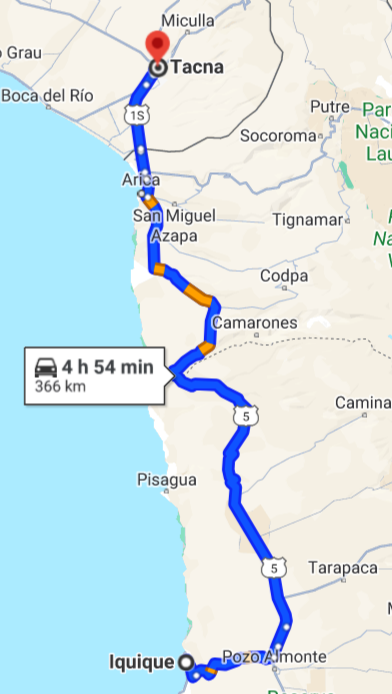 Miculla
o Grau
Tacna
Boca del Río
1S
Putre
Par
Naci
Lau
Socoroma
Arica
San Miguel
Azapa
Tignamar
Na
Codpa
Camarones
4 h 54 min
366 km
5
Camina
Pisagua
5
Tarapaca
Iquique
Pozo Almonte